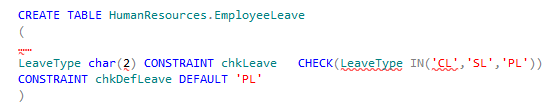 CREATE TABLE HumanResources.EmployeeLeave
(
……
LeaveType char(2) CONSTRAINT chkLeave   CHECK(LeaveType IN('CL','SL','PL'))
CONSTRAINT chkDefLeave DEFAULT 'PL'
)